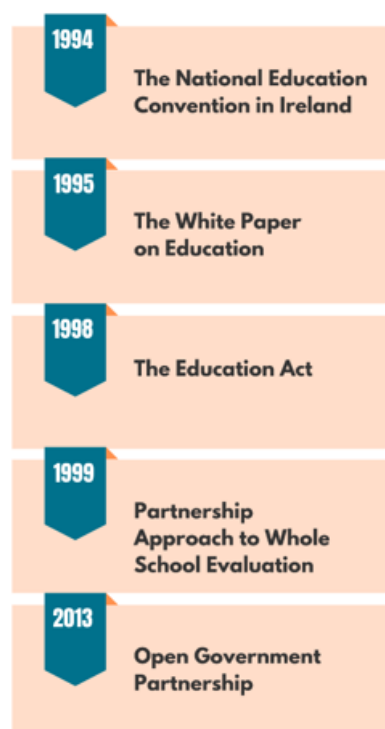 1994
The National Education
Convention in Ireland
1995
The White Paper
on Education
1998
The Education Act
1999
Partnership
Approach to Whole
School Evaluation
2013
Open Government
Partnership